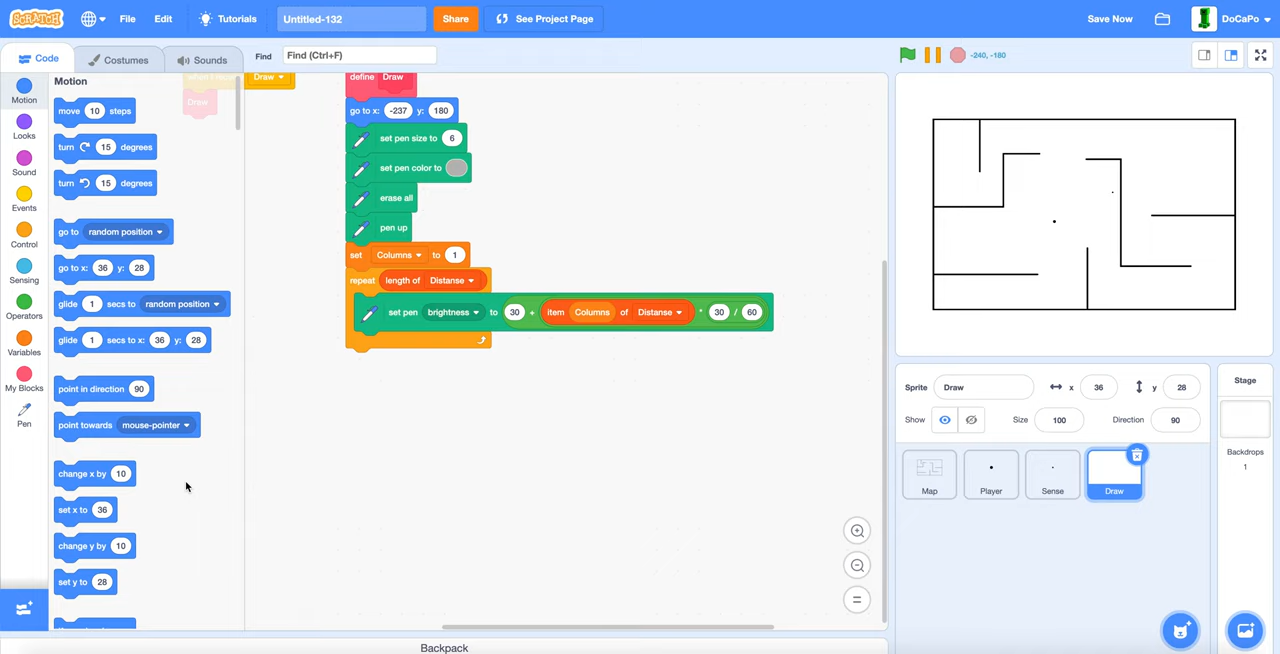 SCRATCH File Edit Tutorials Untitled-132 Share See Project Page Save Now DoCaPo
Code Costumes Sounds Find Find (Ctrl+F) -240, -180
Motion
Looks
Sound
Events
Control
Sensing
Operators
Variables
My Blocks
Pen
Motion
move 10 steps
turn 15 degrees
turn 15 degrees
go to random position
go to x: 36 y: 28
glide 1 secs to random position
glide 1 secs to x: 36 y: 28
point in direction 90
point towards mouse-pointer
change x by 10
set x to 36
change y by 10
set y to 28
Draw
Draw
define Draw
go to x: -237 y: 180
set pen size to 6
set pen color to
erase all
pen up
set Columns to 1
repeat length of Distanse
set pen brightness to 30 + item Columns of Distanse * 30 / 60
Sprite Draw x 36 y 28
Show Size 100 Direction 90
Map Player Sense Draw
Stage
Backdrops
1
Backpack